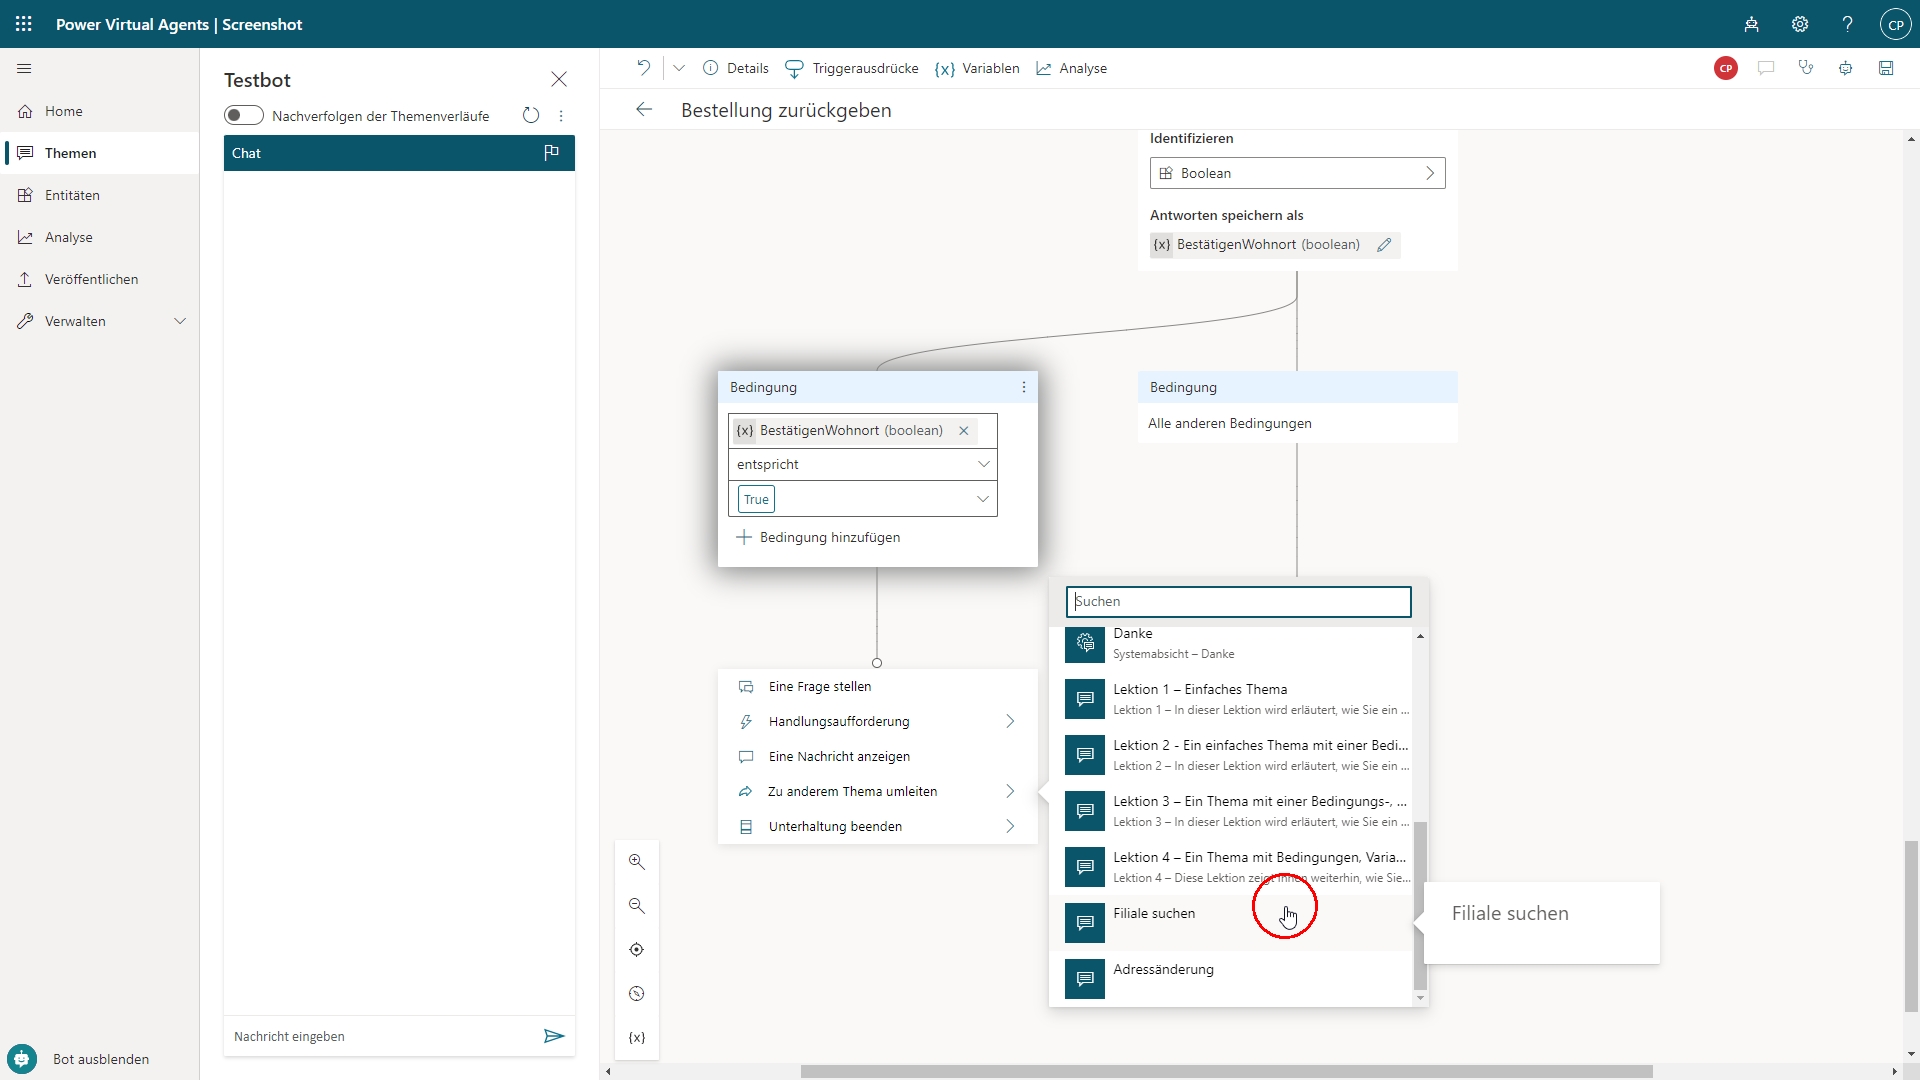 Power Virtual Agents | Screenshot
CP
Home
Themen
Entitäten
Analyse
Veröffentlichen
Verwalten
Bot ausblenden
Testbot
Nachverfolgen der Themenverläufe
Chat
Nachricht eingeben
Details
Triggerausdrücke
{x} Variablen
Analyse
CP
Bestellung zurückgeben
Identifizieren
Boolean
Antworten speichern als
{x} BestätigenWohnort (boolean)
Bedingung
{x} BestätigenWohnort (boolean)
entspricht
True
Bedingung hinzufügen
Bedingung
Alle anderen Bedingungen
Eine Frage stellen
Handlungsaufforderung
Eine Nachricht anzeigen
Zu anderem Thema umleiten
Unterhaltung beenden
Suchen
Danke
Systemabsicht – Danke
Lektion 1 – Einfaches Thema
Lektion 1 – In dieser Lektion wird erläutert, wie Sie ein ...
Lektion 2 - Ein einfaches Thema mit einer Bedi...
Lektion 2 – In dieser Lektion wird erläutert, wie Sie ein ...
Lektion 3 – Ein Thema mit einer Bedingungs-, ...
Lektion 3 – In dieser Lektion wird erläutert, wie Sie ein ...
Lektion 4 – Ein Thema mit Bedingungen, Varia...
Lektion 4 – Diese Lektion zeigt Ihnen weiterhin, wie Sie...
Filiale suchen
Adressänderung
Filiale suchen
{x}